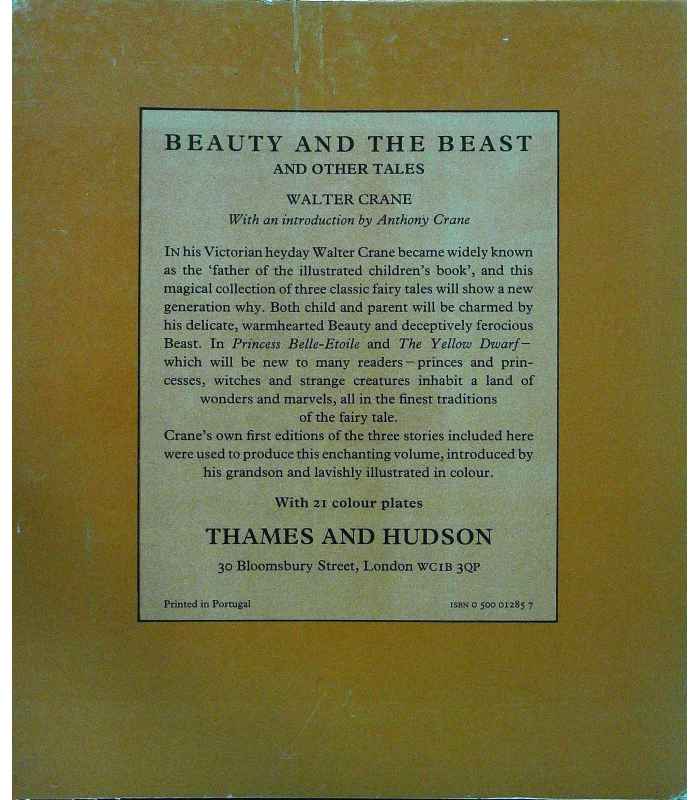 BEAUTY AND THE BEAST
AND OTHER TALES
WALTER CRANE
With an introduction by Anthony Crane
IN his Victorian heyday Walter Crane became widely known
as the ‘father of the illustrated children’s book’, and this
magical collection of three classic fairy tales will show a new
generation why. Both child and parent will be charmed by
his delicate, warmhearted Beauty and deceptively ferocious
Beast. In Princess Belle-Etoile and The Yellow Dwarf—
which will be new to many readers—princes and prin-
cesses, witches and strange creatures inhabit a land of
wonders and marvels, all in the finest traditions
of the fairy tale.
Crane’s own first editions of the three stories included here
were used to produce this enchanting volume, introduced by
his grandson and lavishly illustrated in colour.
With 21 colour plates
THAMES AND HUDSON
30 Bloomsbury Street, London WC1B 3QP
Printed in Portugal
ISBN 0 500 01285 7